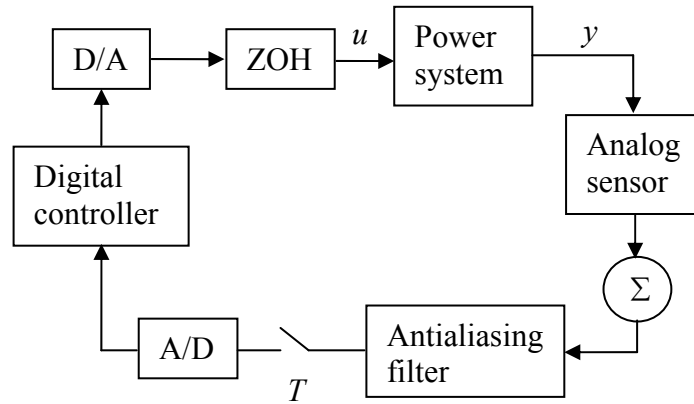 D/A
ZOH
u
Power
system
y
Analog
sensor
Σ
Antialiasing
filter
T
A/D
Digital
controller